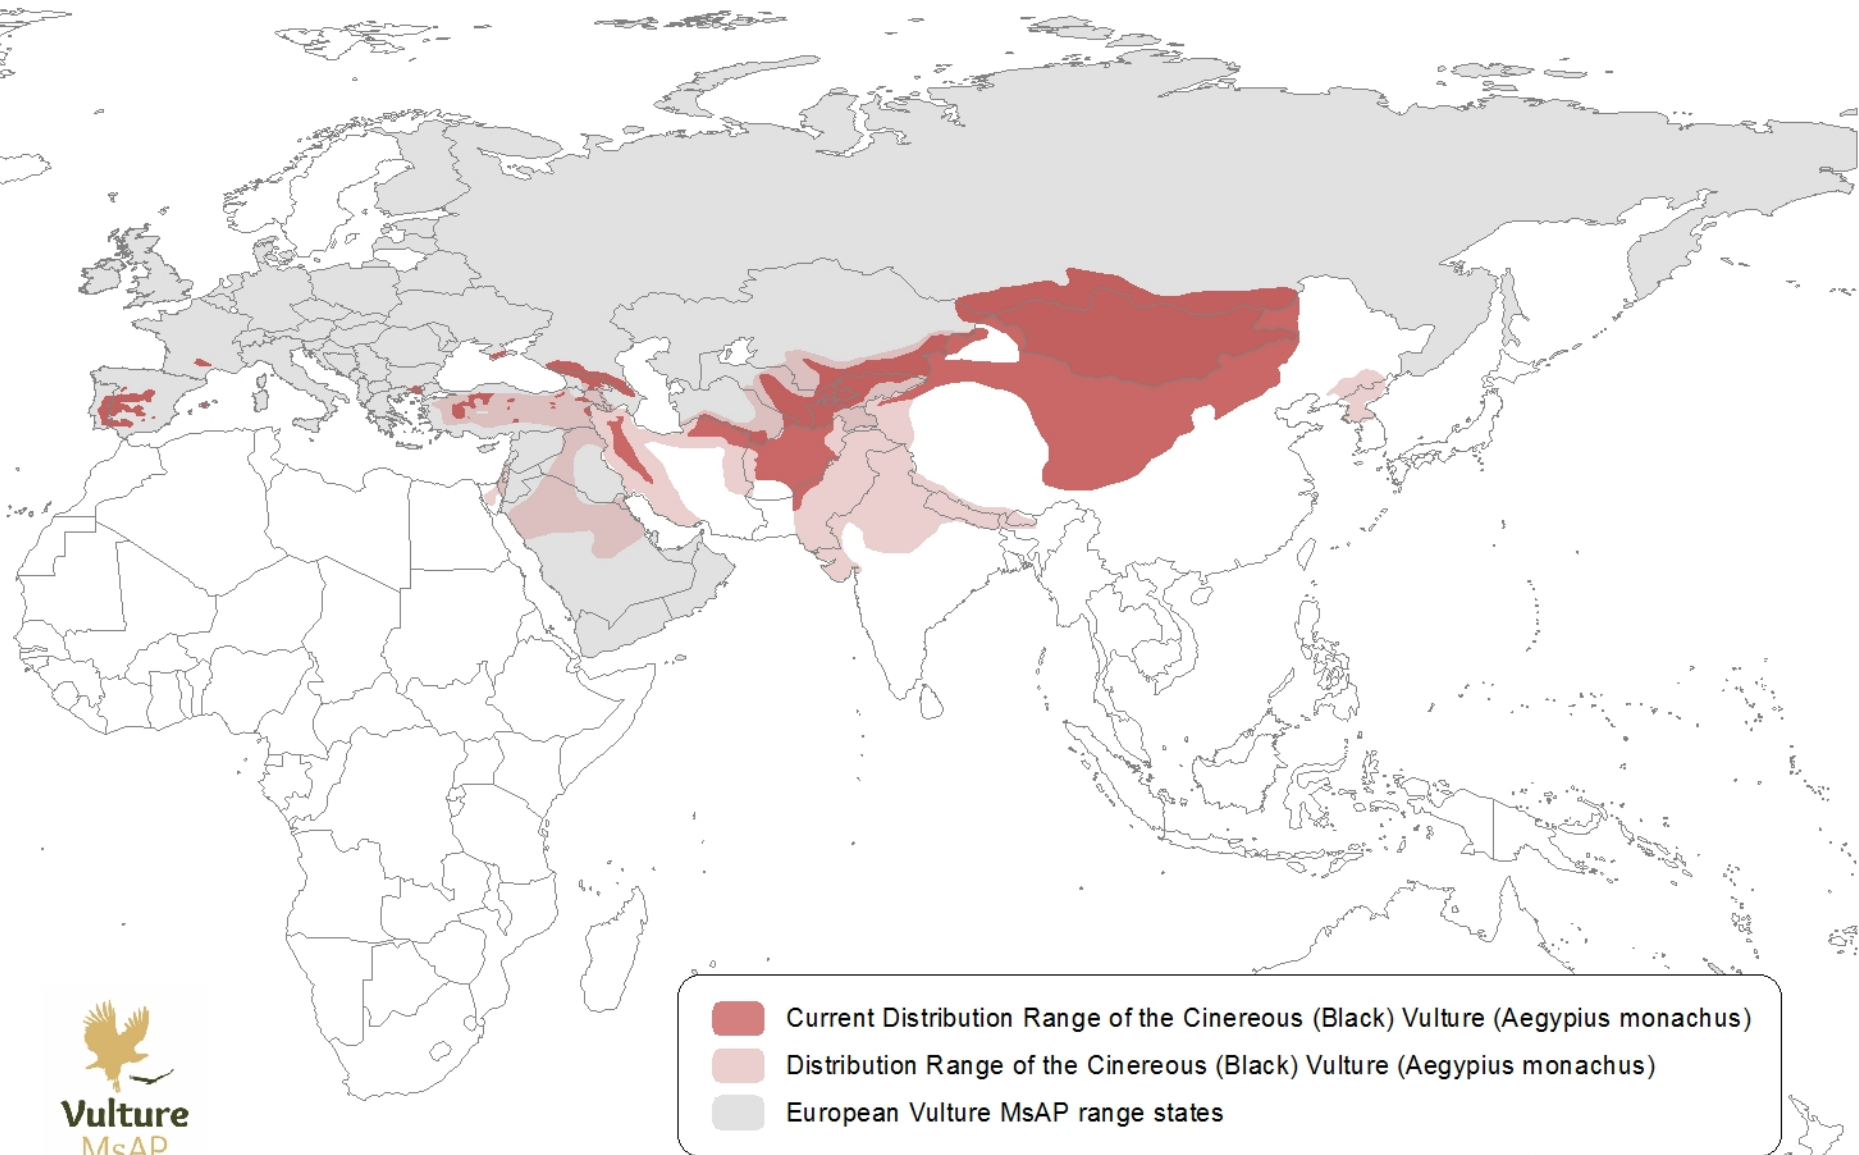 Current Distribution Range of the Cinereous (Black) Vulture (Aegypius monachus)
Distribution Range of the Cinereous (Black) Vulture (Aegypius monachus)
European Vulture MsAP range states
Vulture
MsAP